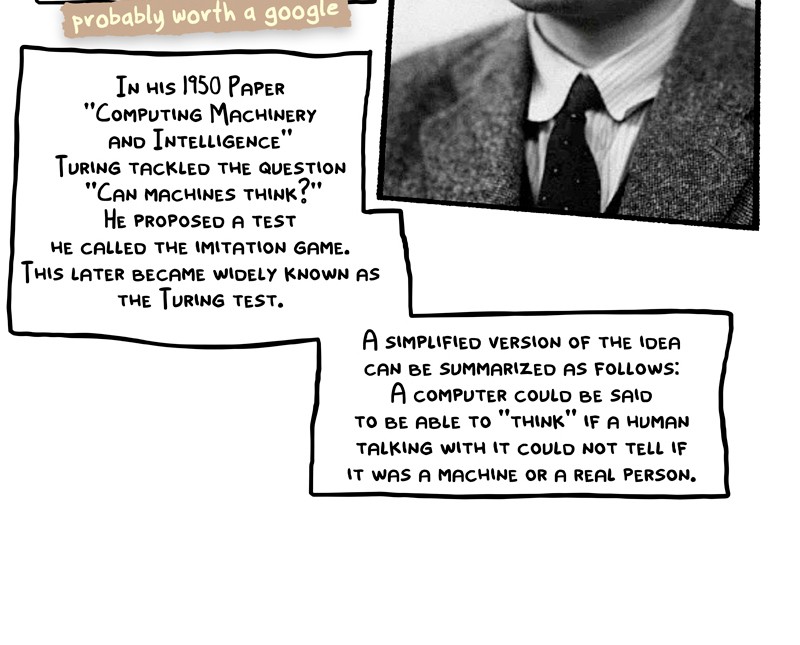 probably worth a google
In his 1950 Paper
"Computing Machinery
and Intelligence"
Turing tackled the question
"Can machines think?"
He proposed a test
he called the imitation game.
This later became widely known as
the Turing test.
A simplified version of the idea
can be summarized as follows:
A computer could be said
to be able to "think" if a human
talking with it could not tell if
it was a machine or a real person.